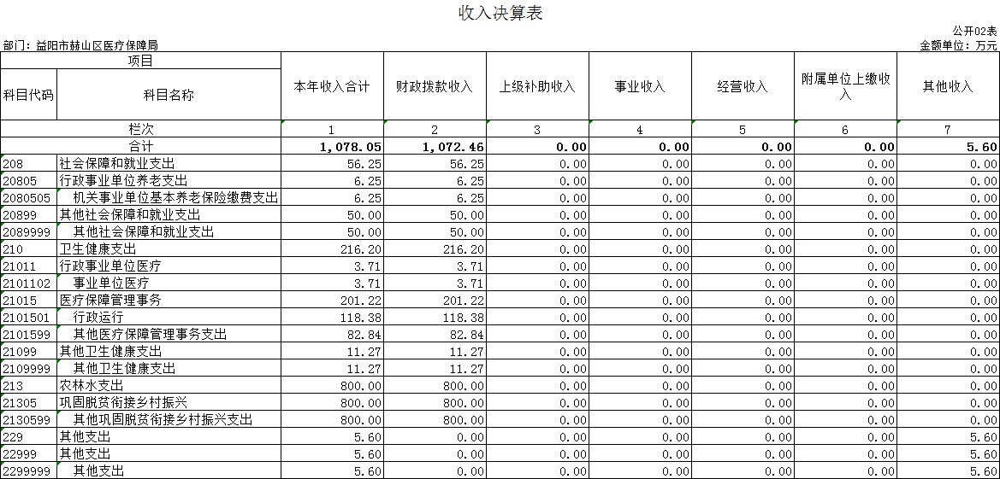 收入决算表
公开02表
部门：益阳市赫山区医疗保障局 金额单位：万元
项目 本年收入合计 财政拨款收入 上级补助收入 事业收入 经营收入 附属单位上缴收入 其他收入
科目代码 科目名称
栏次 1 2 3 4 5 6 7
合计 1,078.05 1,072.46 0.00 0.00 0.00 0.00 5.60
208 社会保障和就业支出 56.25 56.25 0.00 0.00 0.00 0.00 0.00
20805 行政事业单位养老支出 6.25 6.25 0.00 0.00 0.00 0.00 0.00
2080505 机关事业单位基本养老保险缴费支出 6.25 6.25 0.00 0.00 0.00 0.00 0.00
20899 其他社会保障和就业支出 50.00 50.00 0.00 0.00 0.00 0.00 0.00
2089999 其他社会保障和就业支出 50.00 50.00 0.00 0.00 0.00 0.00 0.00
210 卫生健康支出 216.20 216.20 0.00 0.00 0.00 0.00 0.00
21011 行政事业单位医疗 3.71 3.71 0.00 0.00 0.00 0.00 0.00
2101102 事业单位医疗 3.71 3.71 0.00 0.00 0.00 0.00 0.00
21015 医疗保障管理事务 201.22 201.22 0.00 0.00 0.00 0.00 0.00
2101501 行政运行 118.38 118.38 0.00 0.00 0.00 0.00 0.00
2101599 其他医疗保障管理事务支出 82.84 82.84 0.00 0.00 0.00 0.00 0.00
21099 其他卫生健康支出 11.27 11.27 0.00 0.00 0.00 0.00 0.00
2109999 其他卫生健康支出 11.27 11.27 0.00 0.00 0.00 0.00 0.00
213 农林水支出 800.00 800.00 0.00 0.00 0.00 0.00 0.00
21305 巩固脱贫衔接乡村振兴 800.00 800.00 0.00 0.00 0.00 0.00 0.00
2130599 其他巩固脱贫衔接乡村振兴支出 800.00 800.00 0.00 0.00 0.00 0.00 0.00
229 其他支出 5.60 0.00 0.00 0.00 0.00 0.00 5.60
22999 其他支出 5.60 0.00 0.00 0.00 0.00 0.00 5.60
2299999 其他支出 5.60 0.00 0.00 0.00 0.00 0.00 5.60